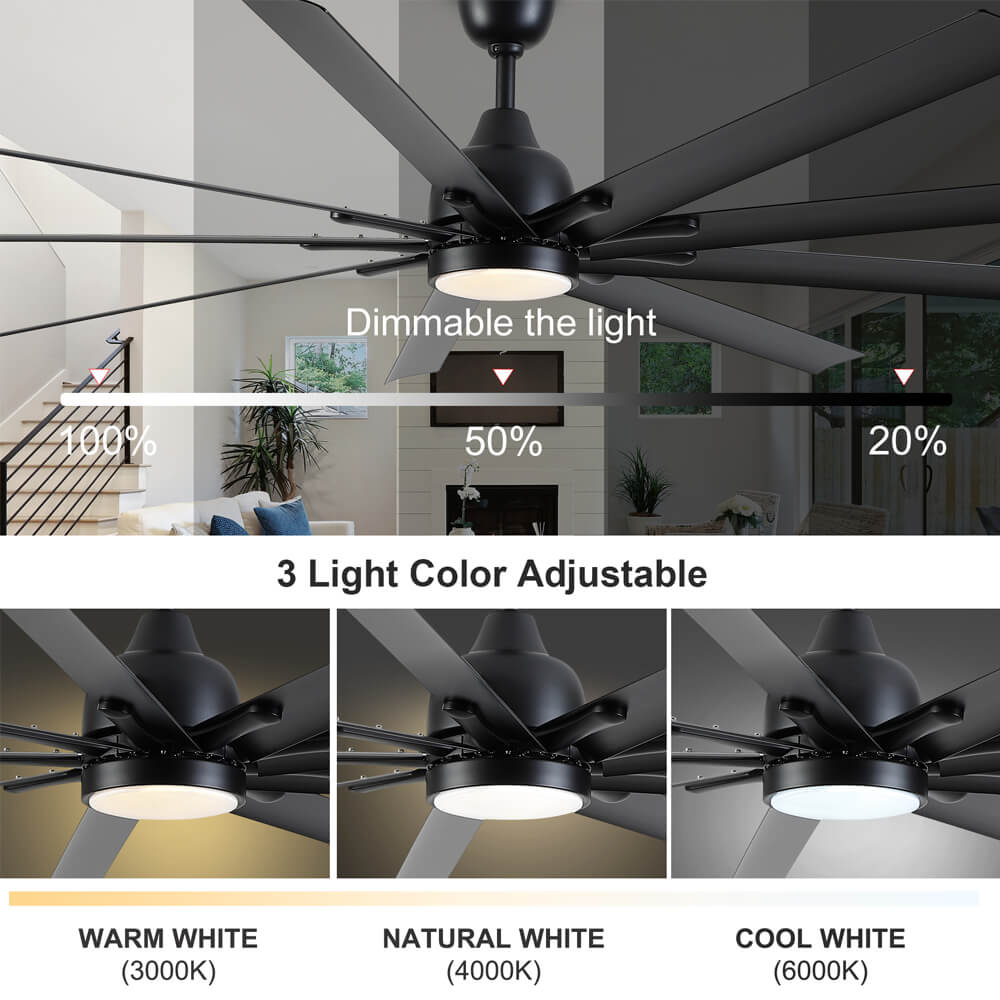 Dimmable the light
100% 50% 20%
3 Light Color Adjustable
WARM WHITE NATURAL WHITE COOL WHITE
(3000K) (4000K) (6000K)